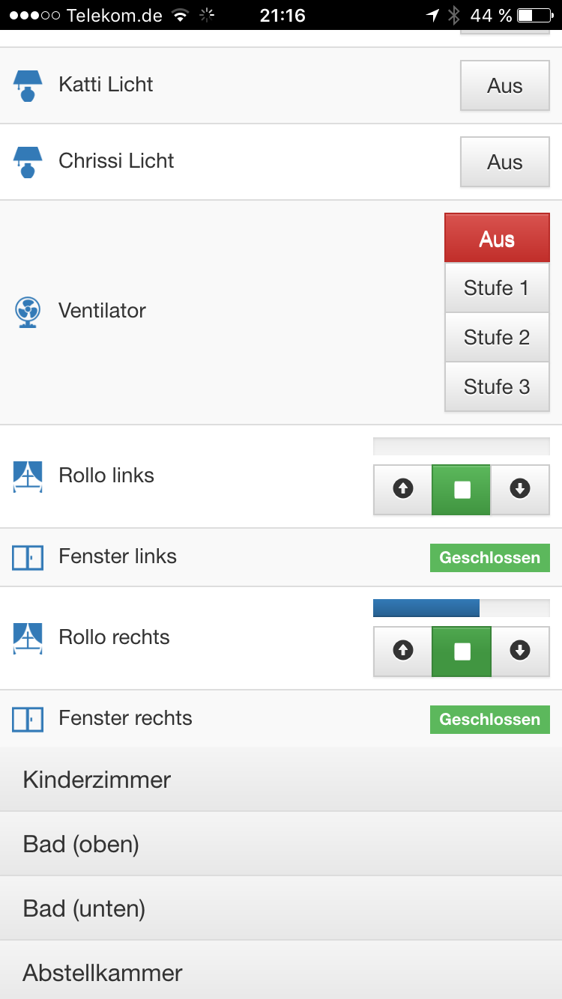 Telekom.de 21:16 44 %
Katti Licht Aus
Chrissi Licht Aus
Aus
Stufe 1
Ventilator
Stufe 2
Stufe 3
Rollo links
Fenster links Geschlossen
Rollo rechts
Fenster rechts Geschlossen
Kinderzimmer
Bad (oben)
Bad (unten)
Abstellkammer